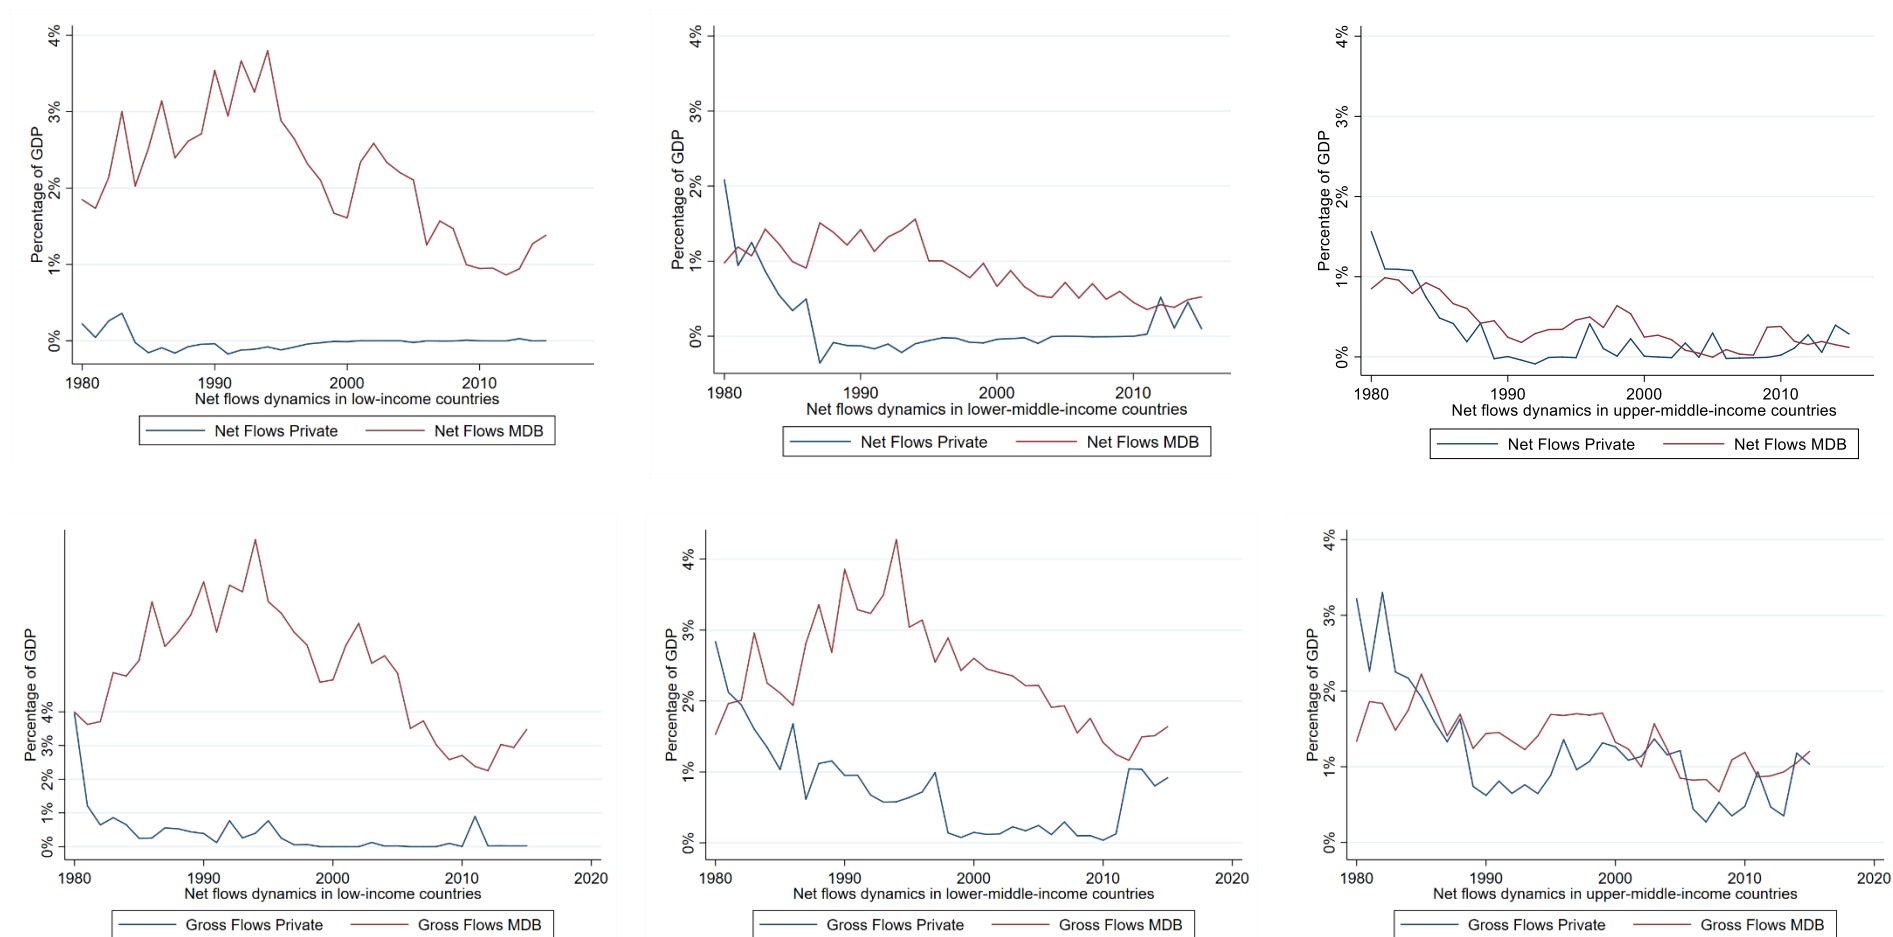 Percentage of GDP
4%
3%
2%
1%
0%
1980 1990 2000 2010
Net flows dynamics in low-income countries
Net Flows Private Net Flows MDB
Percentage of GDP
4%
3%
2%
1%
0%
1980 1990 2000 2010
Net flows dynamics in lower-middle-income countries
Net Flows Private Net Flows MDB
Percentage of GDP
4%
3%
2%
1%
0%
1980 1990 2000 2010
Net flows dynamics in upper-middle-income countries
Net Flows Private Net Flows MDB
Percentage of GDP
4%
3%
2%
1%
0%
1980 1990 2000 2010 2020
Net flows dynamics in low-income countries
Gross Flows Private Gross Flows MDB
Percentage of GDP
4%
3%
2%
1%
0%
1980 1990 2000 2010 2020
Net flows dynamics in lower-middle-income countries
Gross Flows Private Gross Flows MDB
Percentage of GDP
4%
3%
2%
1%
0%
1980 1990 2000 2010 2020
Net flows dynamics in upper-middle-income countries
Gross Flows Private Gross Flows MDB